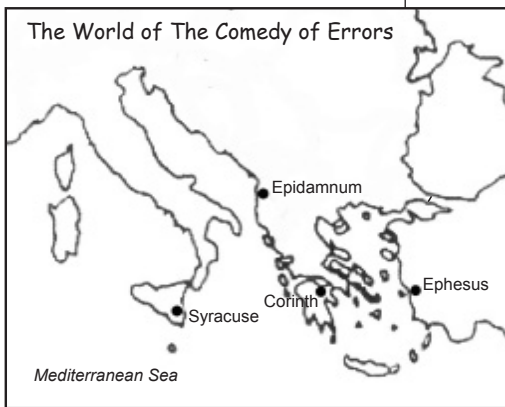 The World of The Comedy of Errors
Epidamnum
Ephesus
Corinth
Syracuse
Mediterranean Sea